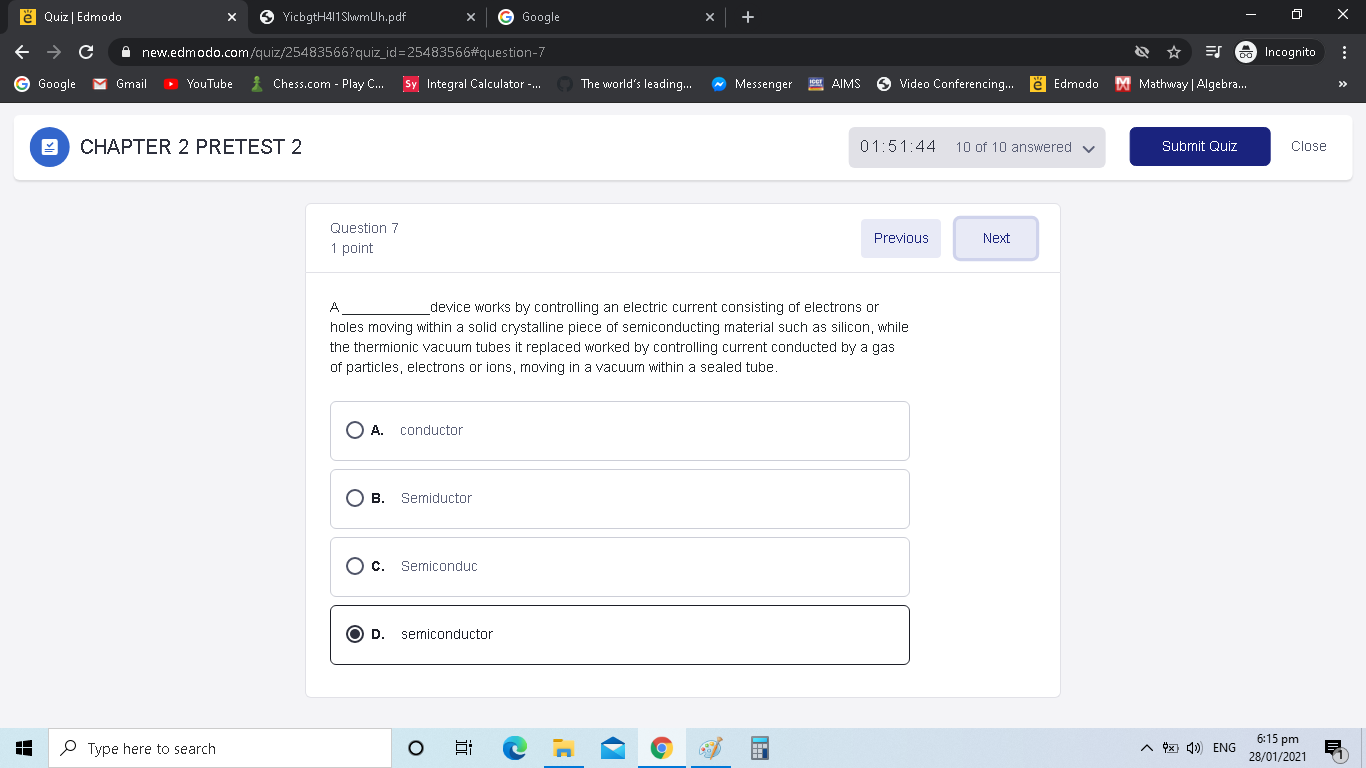 Quiz | Edmodo
YicbgtH4l1SlwmUh.pdf
Google
new.edmodo.com/quiz/25483566?quiz_id=25483566#question-7
Incognito
Google
Gmail
YouTube
Chess.com - Play C...
Sy
Integral Calculator -...
The world's leading...
Messenger
AIMS
Video Conferencing...
Edmodo
Mathway | Algebra...
»
CHAPTER 2 PRETEST 2
01:51:44
10 of 10 answered
Submit Quiz
Close
Question 7
1 point
Previous
Next
A ___________device works by controlling an electric current consisting of electrons or
holes moving within a solid crystalline piece of semiconducting material such as silicon, while
the thermionic vacuum tubes it replaced worked by controlling current conducted by a gas
of particles, electrons or ions, moving in a vacuum within a sealed tube.
A. conductor
B. Semiductor
C. Semiconduc
D. semiconductor
Type here to search
ENG
6:15 pm
28/01/2021
1